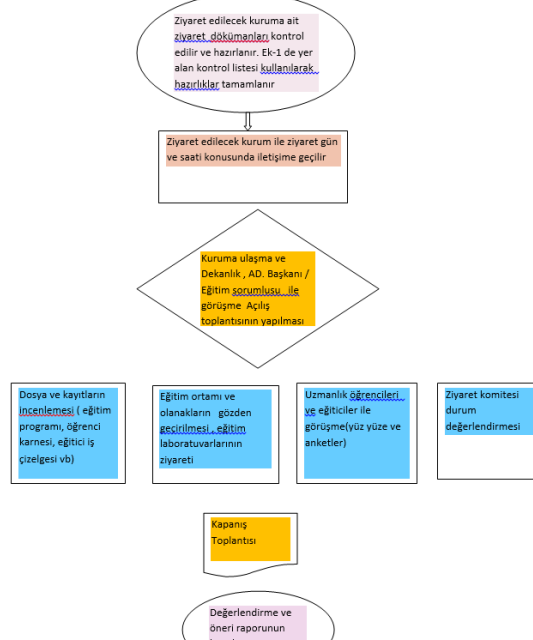 Ziyaret edilecek kuruma ait
ziyaret dökümanları kontrol
edilir ve hazırlanır. Ek-1 de yer
alan kontrol listesi kullanılarak
hazırlıklar tamamlanır
Ziyaret edilecek kurum ile ziyaret gün
ve saati konusunda iletişime geçilir
Kuruma ulaşma ve
Dekanlık , AD. Başkanı /
Eğitim sorumlusu ile
görüşme Açılış
toplantısının yapılması
Dosya ve kayıtların
incenlemesi ( eğitim
programı, öğrenci
karnesi, eğitici iş
çizelgesi vb)
Eğitim ortamı ve
olanakların gözden
geçirilmesi , eğitim
laboratuvarlarının
ziyareti
Uzmanlık öğrencileri
ve eğiticiler ile
görüşme(yüz yüze ve
anketler)
Ziyaret komitesi
durum
değerlendirmesi
Kapanış
Toplantısı
Değerlendirme ve
öneri raporunun